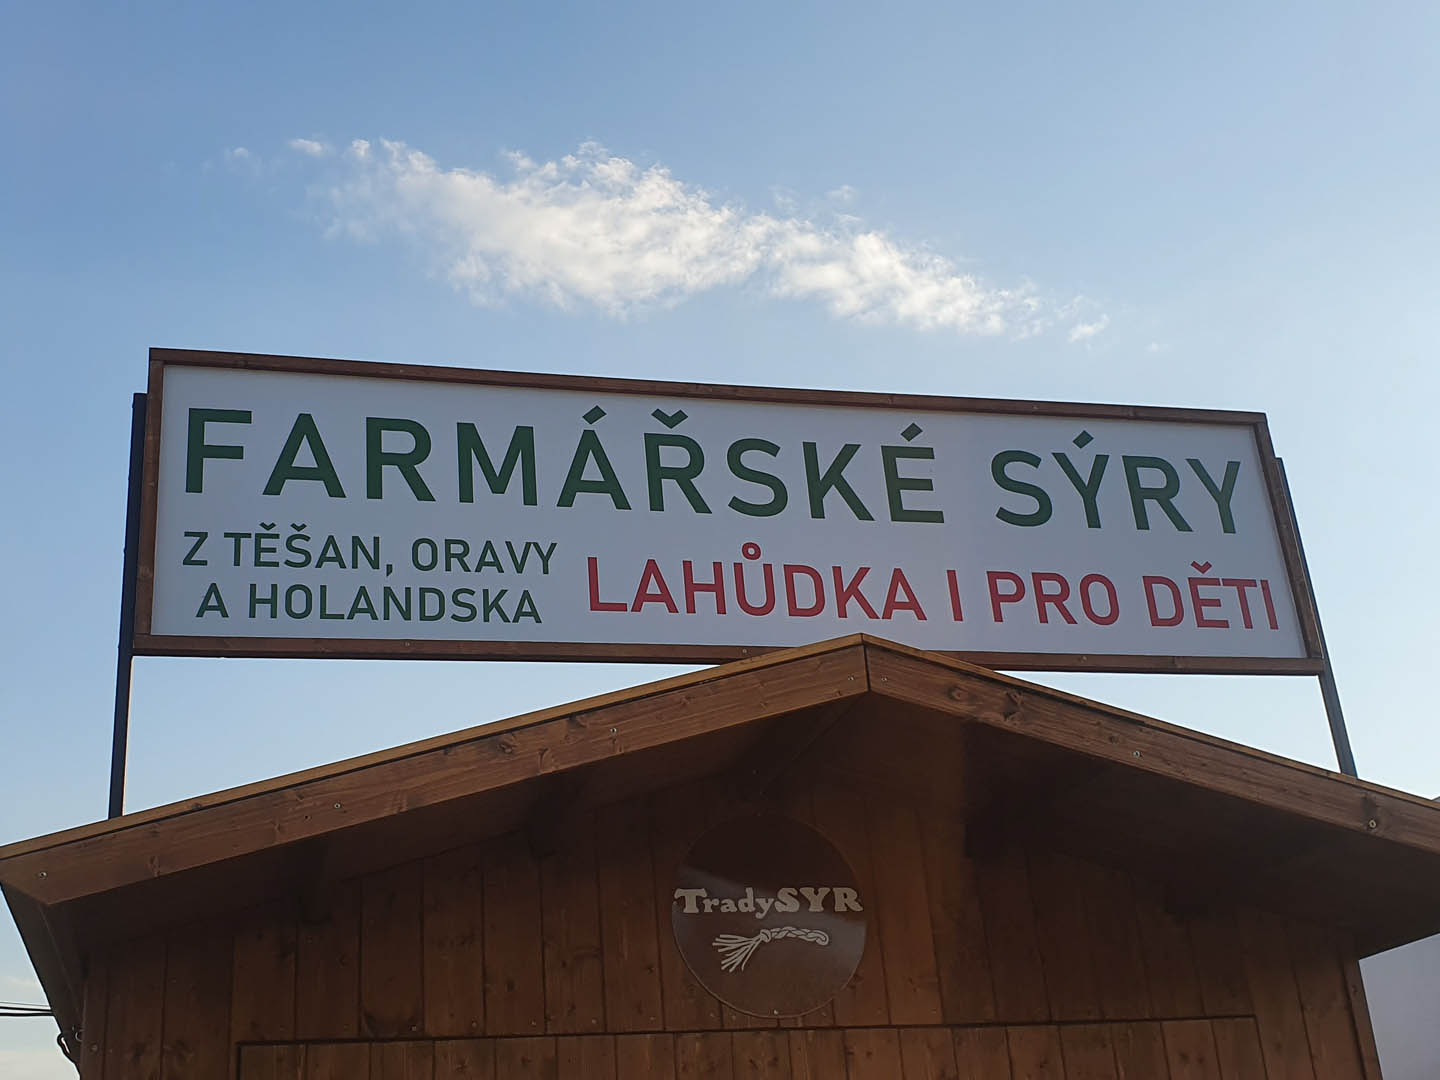 FARMÁŘSKÉ SÝRY
Z TĚŠAN, ORAVY
A HOLANDSKA
LAHŮDKA I PRO DĚTI
TradySYR